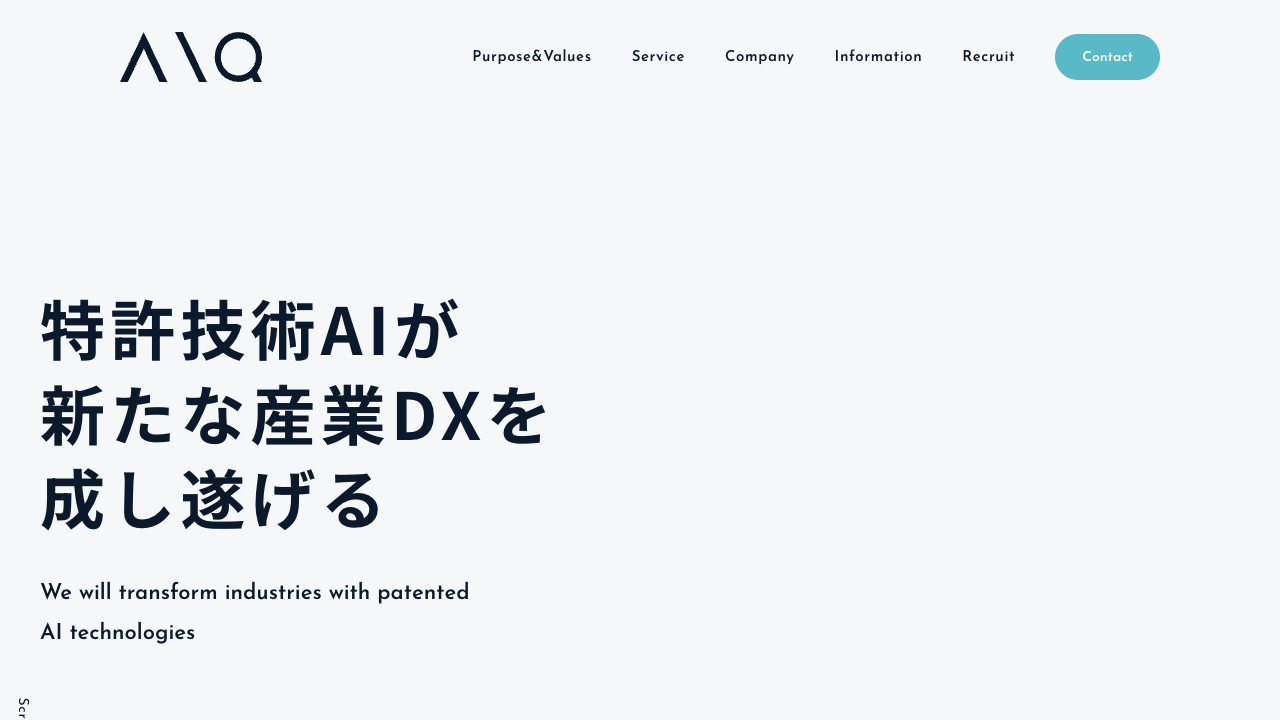 AIQ
Purpose&Values
Service
Company
Information
Recruit
Contact
特許技術AIが
新たな産業DXを
成し遂げる
We will transform industries with patented
AI technologies
Scr